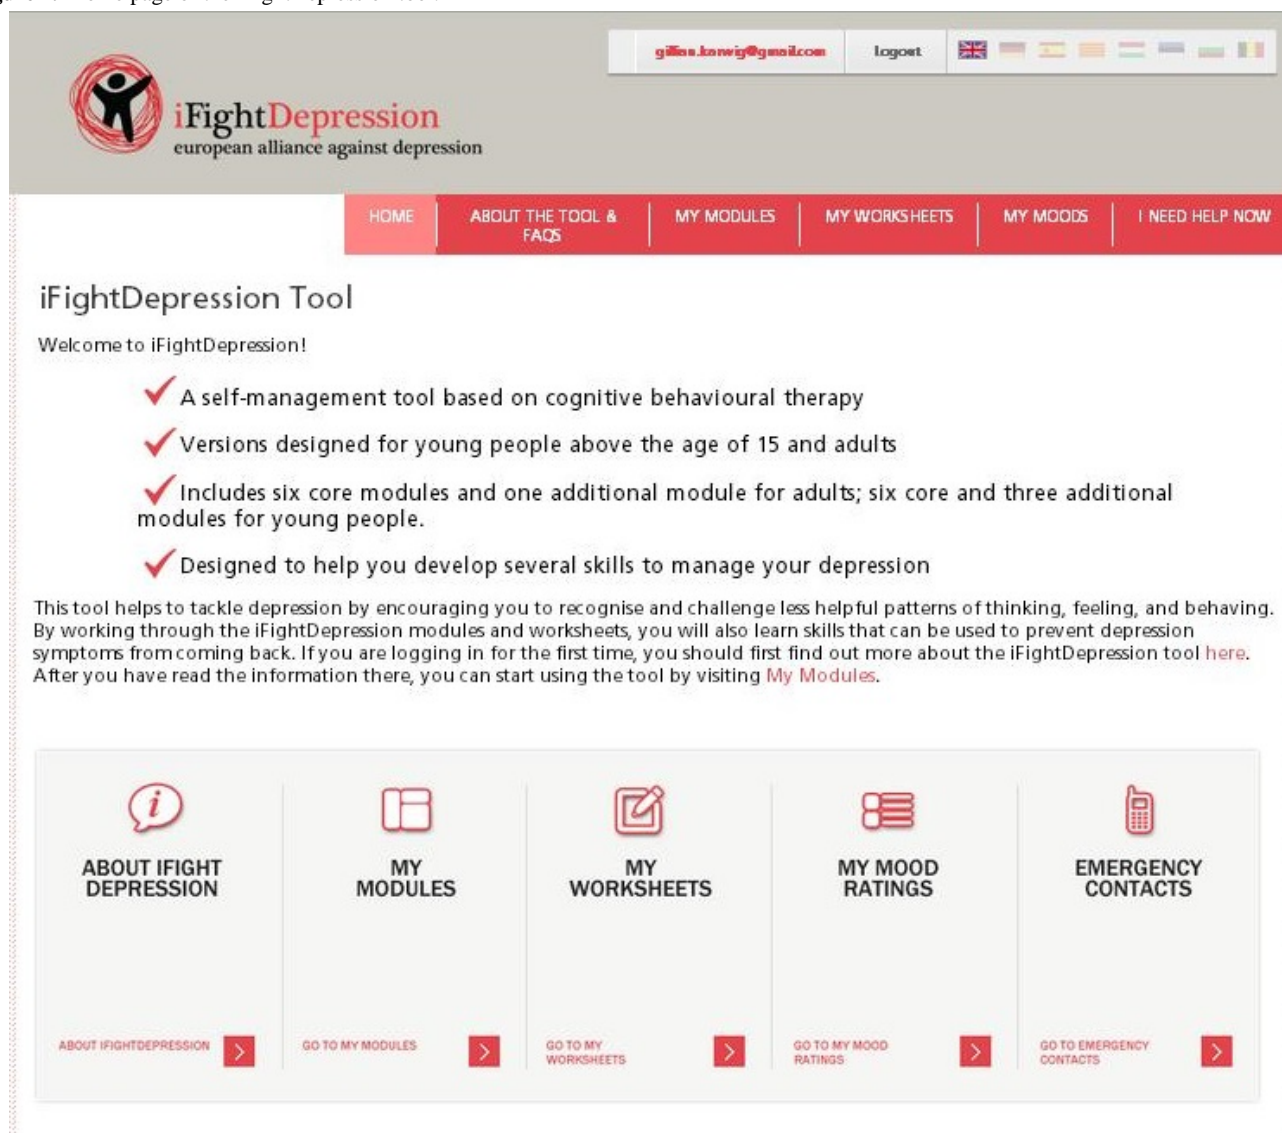 gillian.karwig@gmail.com Logout
iFightDepression
european alliance against depression
HOME ABOUT THE TOOL & FAQS MY MODULES MY WORKSHEETS MY MOODS I NEED HELP NOW
iFightDepression Tool
Welcome to iFightDepression!
A self-management tool based on cognitive behavioural therapy
Versions designed for young people above the age of 15 and adults
Includes six core modules and one additional module for adults; six core and three additional
modules for young people.
Designed to help you develop several skills to manage your depression
This tool helps to tackle depression by encouraging you to recognise and challenge less helpful patterns of thinking, feeling, and behaving.
By working through the iFightDepression modules and worksheets, you will also learn skills that can be used to prevent depression
symptoms from coming back. If you are logging in for the first time, you should first find out more about the iFightDepression tool here.
After you have read the information there, you can start using the tool by visiting My Modules.
ABOUT IFIGHT
DEPRESSION
MY
MODULES
MY
WORKSHEETS
MY MOOD
RATINGS
EMERGENCY
CONTACTS
ABOUT IFIGHTDEPRESSION
GO TO MY MODULES
GO TO MY
WORKSHEETS
GO TO MY MOOD
RATINGS
GO TO EMERGENCY
CONTACTS